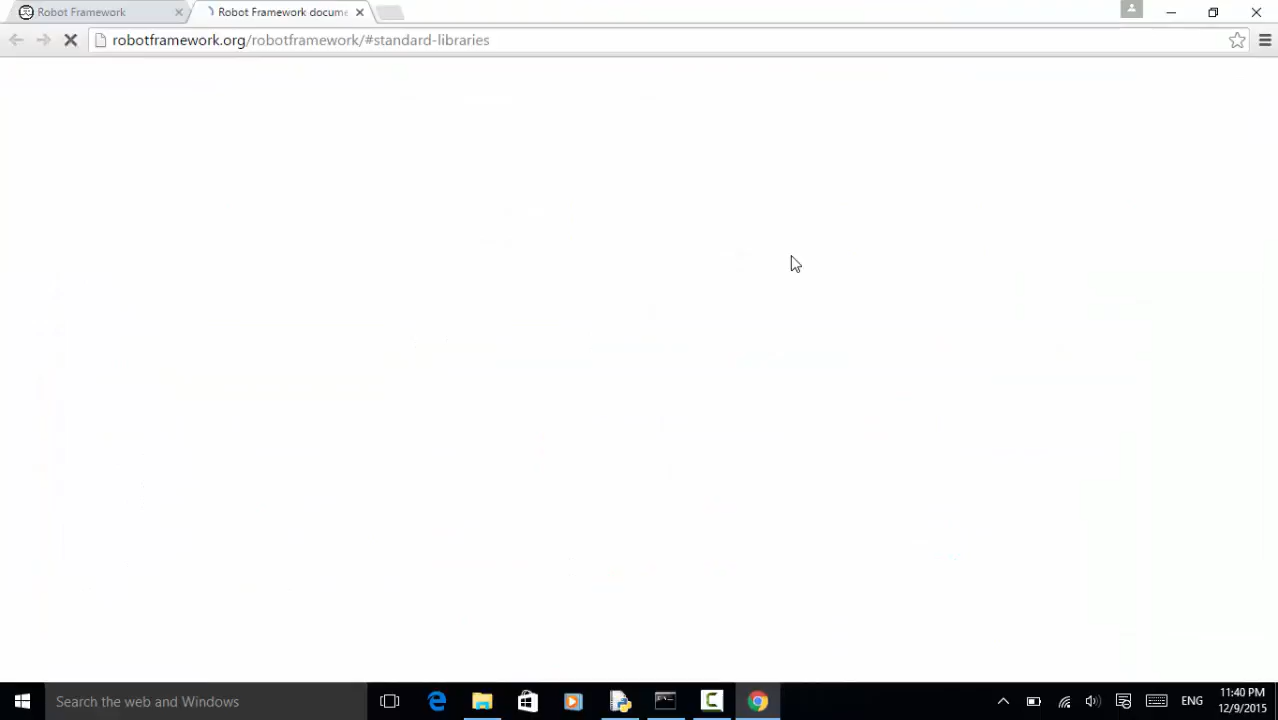 Robot Framework
Robot Framework docume
robotframework.org/robotframework/#standard-libraries
Search the web and Windows
ENG
11:40 PM
12/9/2015